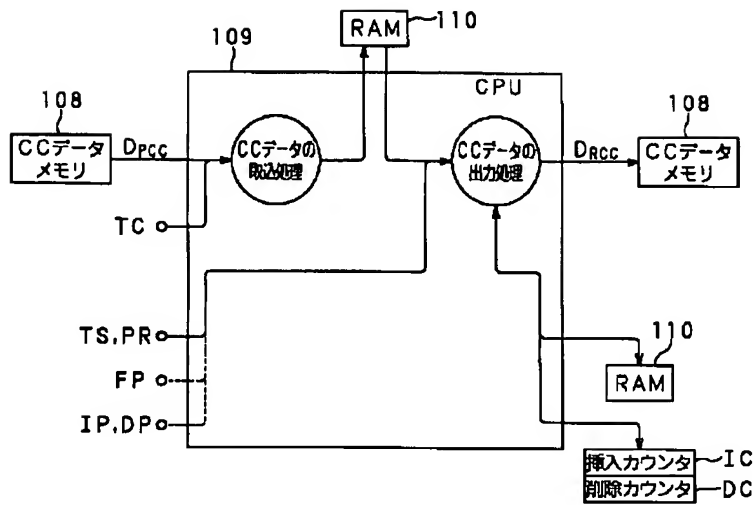 RAM
110
109
CPU
108
CCデータ
メモリ
DPCC
CCデータの
取込処理
CCデータの
出力処理
DRCC
108
CCデータ
メモリ
TC
TS,PR
FP
IP,DP
110
RAM
挿入カウンタ
IC
削除カウンタ
DC